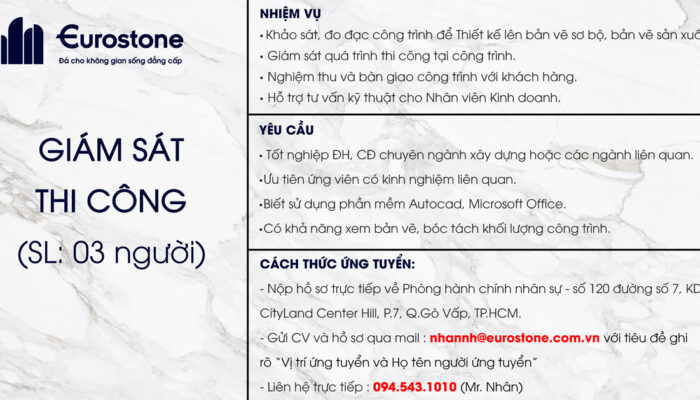 Eurostone
Đá cho không gian sống đẳng cấp
GIÁM SÁT
THI CÔNG
(SL: 03 người)
NHIỆM VỤ
• Khảo sát, đo đạc công trình để Thiết kế lên bản vẽ sơ bộ, bản vẽ sản xuấ
• Giám sát quá trình thi công tại công trình.
• Nghiệm thu và bàn giao công trình với khách hàng.
• Hỗ trợ tư vấn kỹ thuật cho Nhân viên Kinh doanh.
YÊU CẦU
• Tốt nghiệp ĐH, CĐ chuyên ngành xây dựng hoặc các ngành liên quan.
•Ưu tiên ứng viên có kinh nghiệm liên quan.
•Biết sử dụng phần mềm Autocad, Microsoft Office.
•Có khả năng xem bản vẽ, bóc tách khối lượng công trình.
CÁCH THỨC ỨNG TUYỂN:
- Nộp hồ sơ trực tiếp về Phòng hành chính nhân sự - số 120 đường số 7, KD
CityLand Center Hill, P.7, Q.Gò Vấp, TP.HCM.
- Gửi CV và hồ sơ qua mail : nhannh@eurostone.com.vn với tiêu đề ghi
rõ “Vị trí ứng tuyển và Họ tên người ứng tuyển”
- Liên hệ trực tiếp : 094.543.1010 (Mr. Nhân)